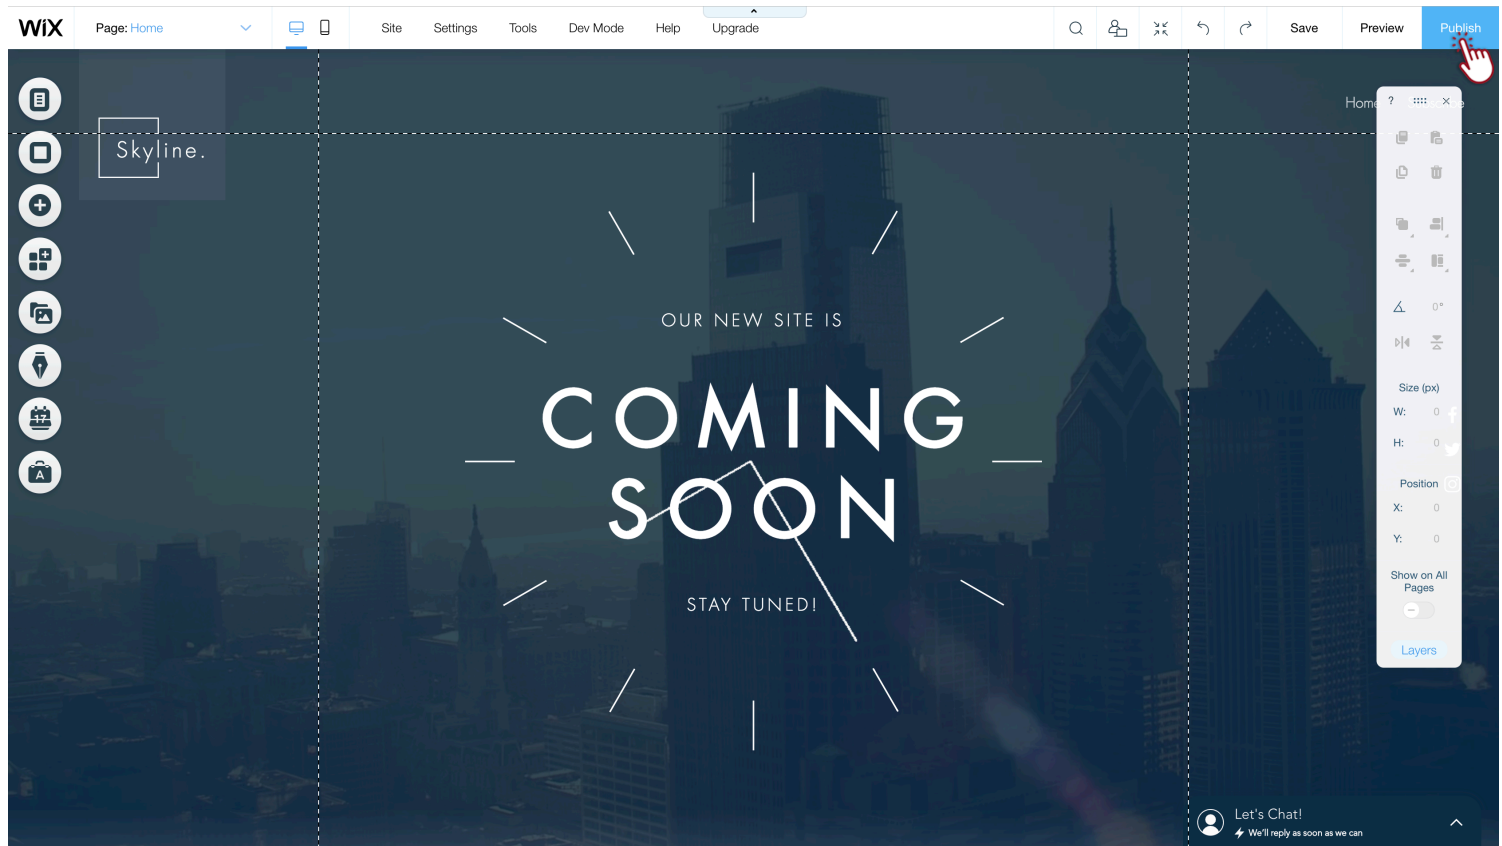 WiX Page: Home Site Settings Tools Dev Mode Help Upgrade Save Preview Publish
Home ?
Skyline.
OUR NEW SITE IS
COMING
SOON
STAY TUNED!
17
A
0°
Size (px)
W: 0
H: 0
Position
X: 0
Y: 0
Show on All
Pages
Layers
Let's Chat!
We'll reply as soon as we can